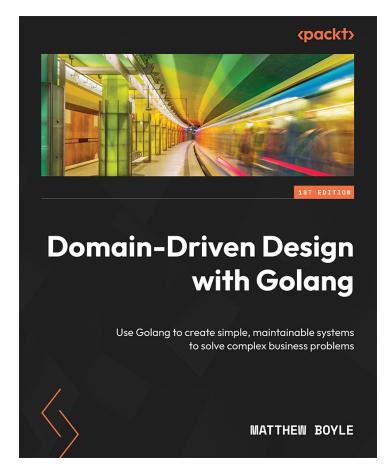 <packt>
1ST EDITION
Domain-Driven Design
with Golang
Use Golang to create simple, maintainable systems
to solve complex business problems
MATTHEW BOYLE